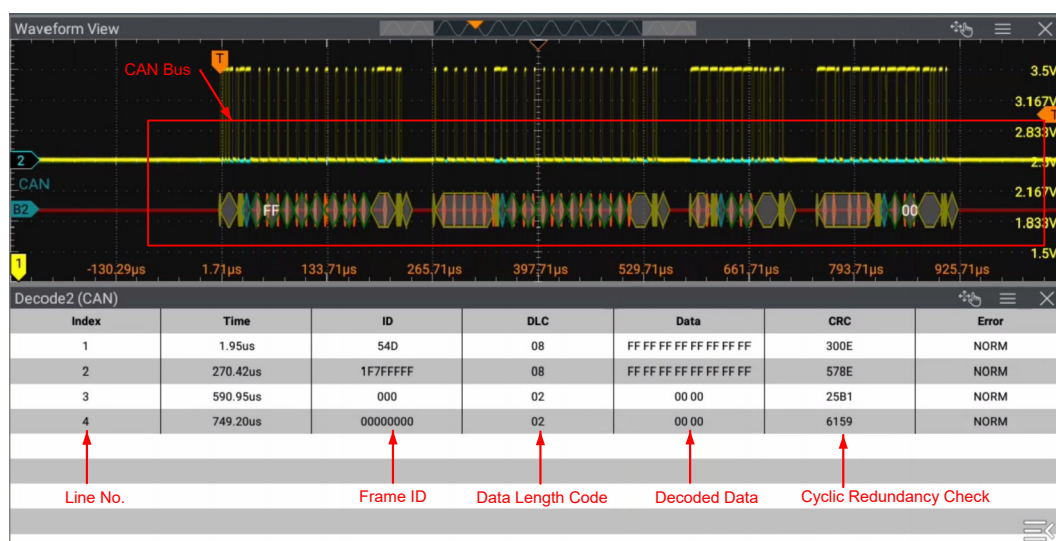 Waveform View
T
CAN Bus
3.5V
3.167V
T
2.833V
2
2.5V
CAN
2.167V
B2
FF
00
1.833V
1.5V
1
-130.29μs 1.71μs 133.71μs 265.71μs 397.71μs 529.71μs 661.71μs 793.71μs 925.71μs
Decode2 (CAN)
Index Time ID DLC Data CRC Error
1 1.95us 54D 08 FF FF FF FF FF FF FF FF 300E NORM
2 270.42us 1F7FFFFF 08 FF FF FF FF FF FF FF FF 578E NORM
3 590.95us 000 02 00 00 25B1 NORM
4 749.20us 00000000 02 00 00 6159 NORM
Line No. Frame ID Data Length Code Decoded Data Cyclic Redundancy Check